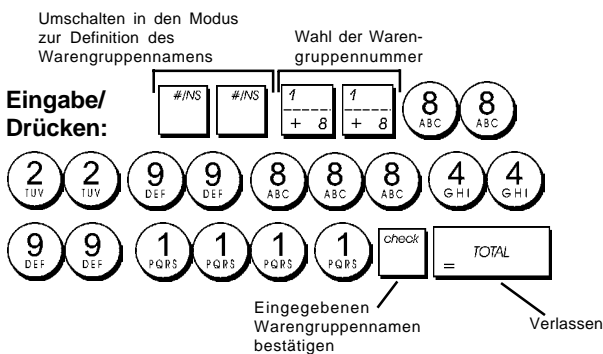 Umschalten in den Modus
zur Definition des
Warengruppennamens
Wahl der Waren-
gruppennummer
Eingabe/
Drücken:
#/NS #/NS 1 + 8 1 + 8 8 ABC 8 ABC
2 TUV 2 TUV 9 DEF 9 DEF 8 ABC 8 ABC 8 ABC 4 GHI 4 GHI
9 DEF 9 DEF 1 PQRS 1 PQRS 1 PQRS 1 PQRS check = TOTAL
Eingegebenen
Warengruppennamen
bestätigen
Verlassen